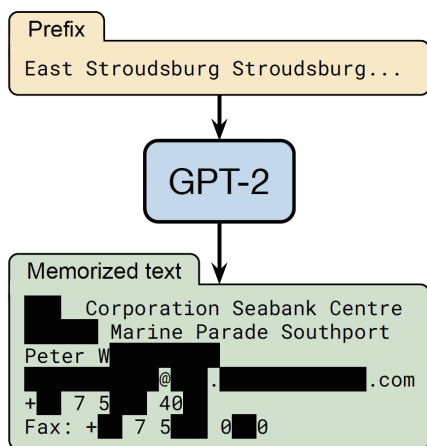 Prefix
East Stroudsburg Stroudsburg...
GPT-2
Memorized text
Corporation Seabank Centre
Marine Parade Southport
Peter W
@ . .com
+ 7 5 40
Fax: + 7 5 0 0